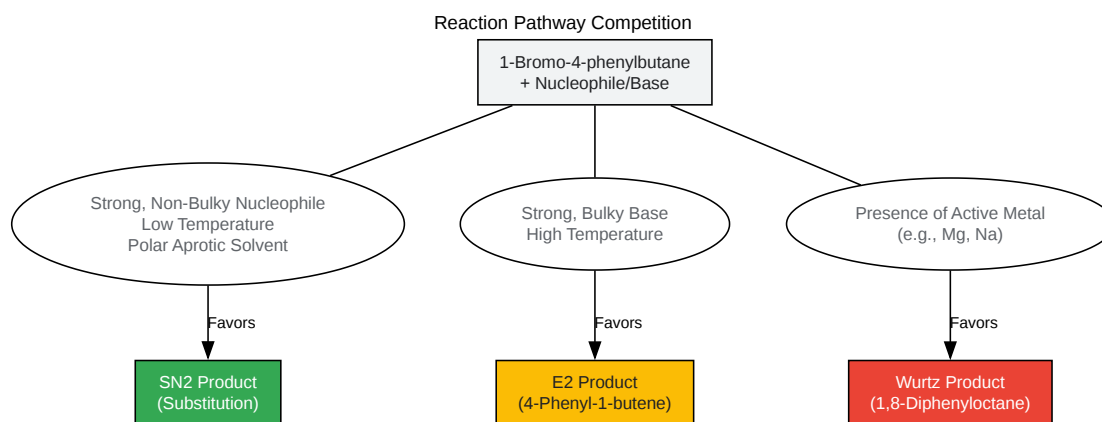 Reaction Pathway Competition
1-Bromo-4-phenylbutane
+ Nucleophile/Base
Strong, Non-Bulky Nucleophile
Low Temperature
Polar Aprotic Solvent
Strong, Bulky Base
High Temperature
Presence of Active Metal
(e.g., Mg, Na)
Favors
Favors
Favors
SN2 Product
(Substitution)
E2 Product
(4-Phenyl-1-butene)
Wurtz Product
(1,8-Diphenyloctane)